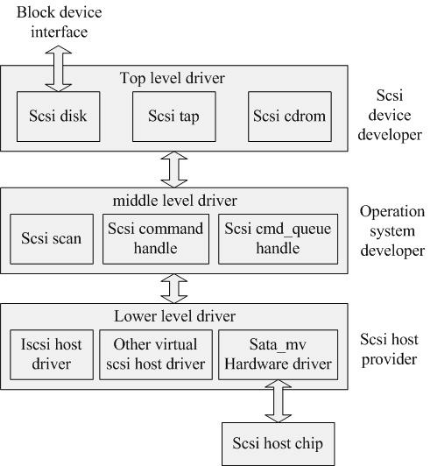 Block device
interface
Top level driver
Scsi disk
Scsi tap
Scsi cdrom
Scsi
device
developer
middle level driver
Scsi scan
Scsi command
handle
Scsi cmd_queue
handle
Operation
system
developer
Lower level driver
Iscsi host
driver
Other virtual
scsi host driver
Sata_mv
Hardware driver
Scsi host
provider
Scsi host chip